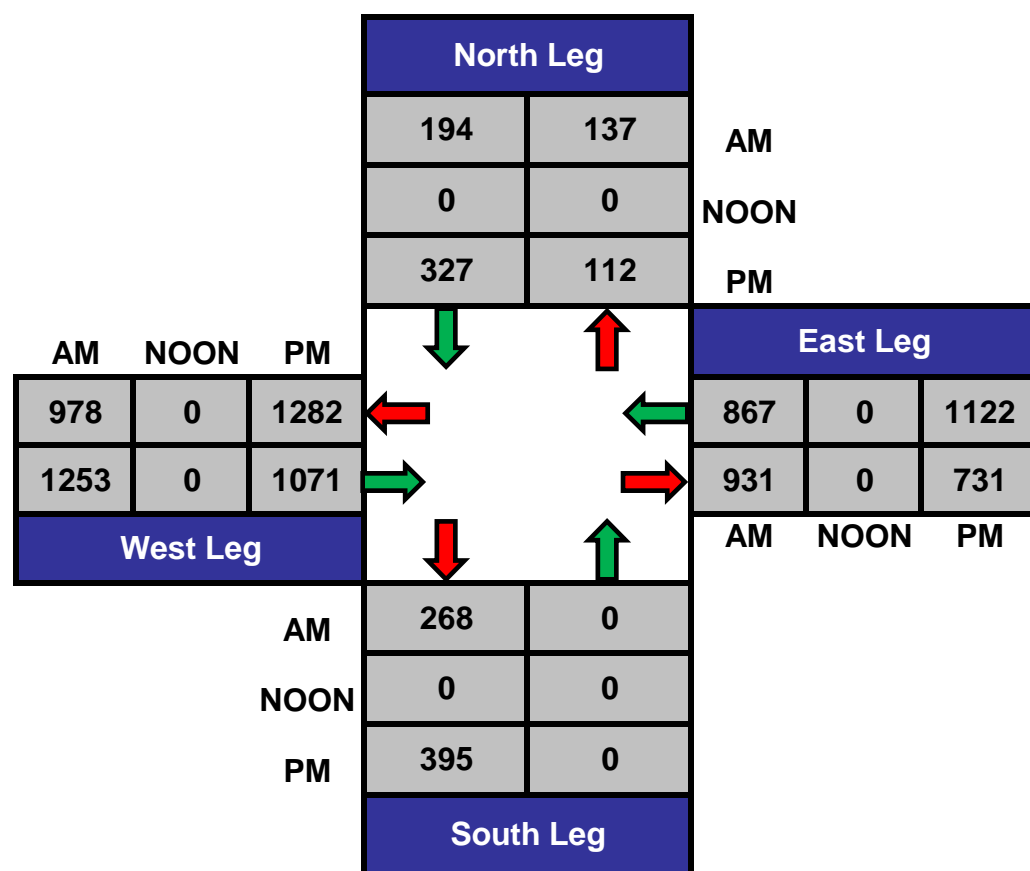 North Leg
194 137 AM
0 0 NOON
327 112 PM
East Leg
AM NOON PM
978 0 1282
867 0 1122
1253 0 1071
931 0 731
West Leg
AM NOON PM
AM 268 0
NOON 0 0
PM 395 0
South Leg